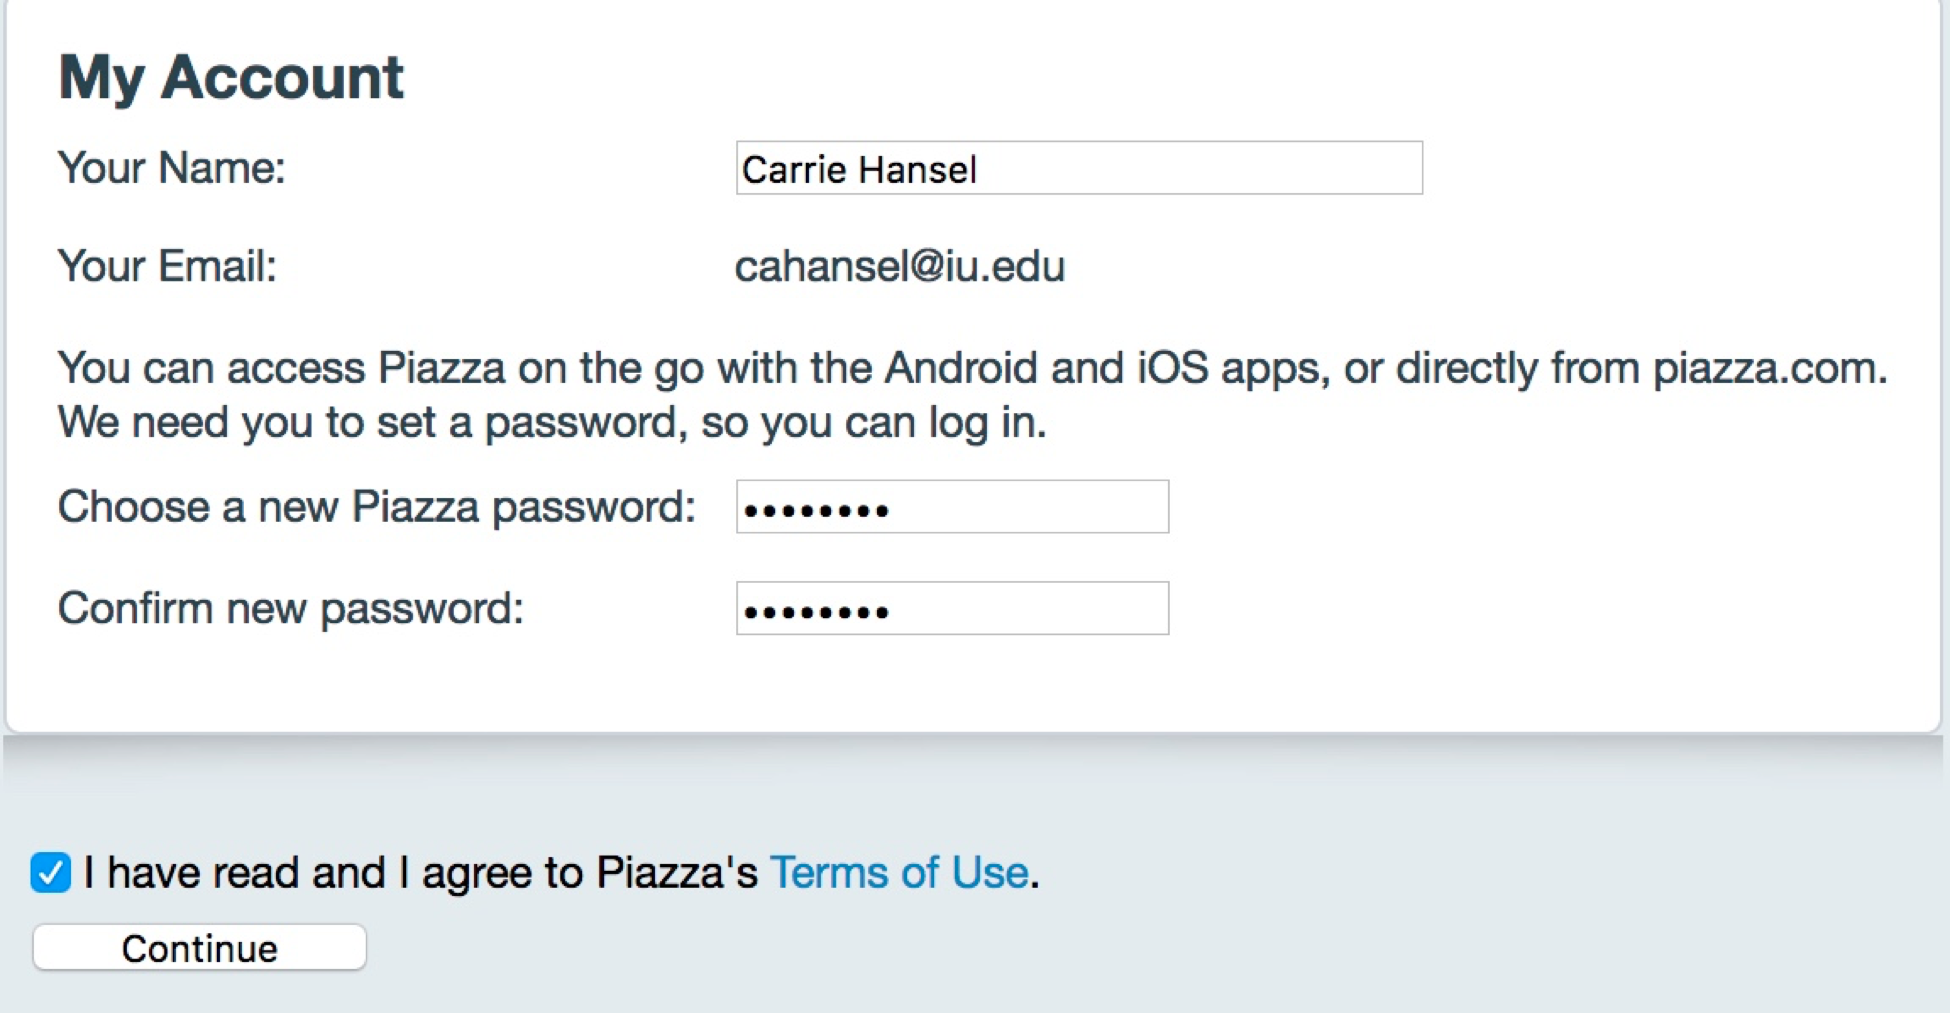 My Account
Your Name: Carrie Hansel
Your Email: cahansel@iu.edu
You can access Piazza on the go with the Android and iOS apps, or directly from piazza.com.
We need you to set a password, so you can log in.
Choose a new Piazza password: ••••••••
Confirm new password: ••••••••
I have read and I agree to Piazza's Terms of Use.
Continue